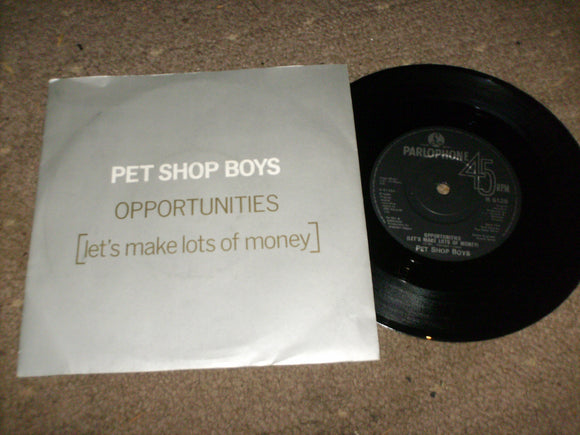 PET SHOP BOYS
OPPORTUNITIES
[let's make lots of money]
PARLOPHONE
45
RPM
R 6129
OPPORTUNITIES
(LET'S MAKE LOTS OF MONEY)
PET SHOP BOYS